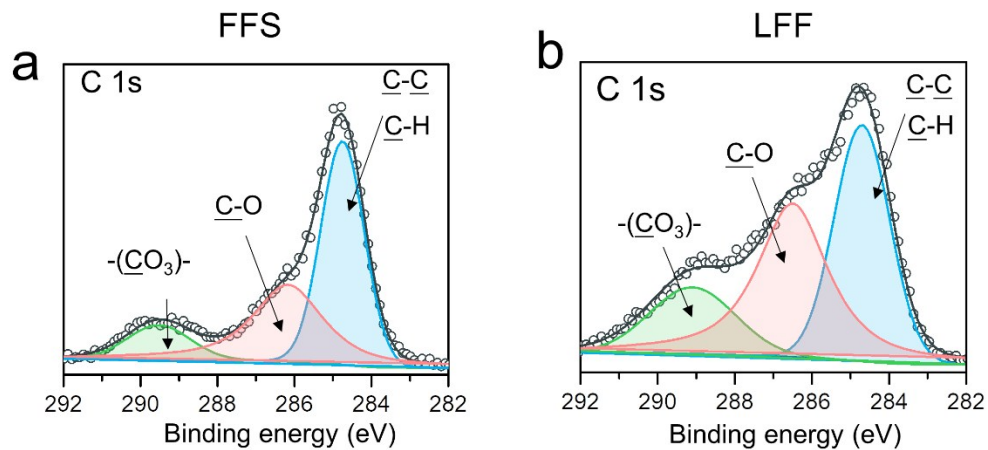 FFS
a
C 1s
C-C
C-H
C-O
-(CO₃)-
292 290 288 286 284 282
Binding energy (eV)
LFF
b
C 1s
C-C
C-H
C-O
-(CO₃)-
292 290 288 286 284 282
Binding energy (eV)